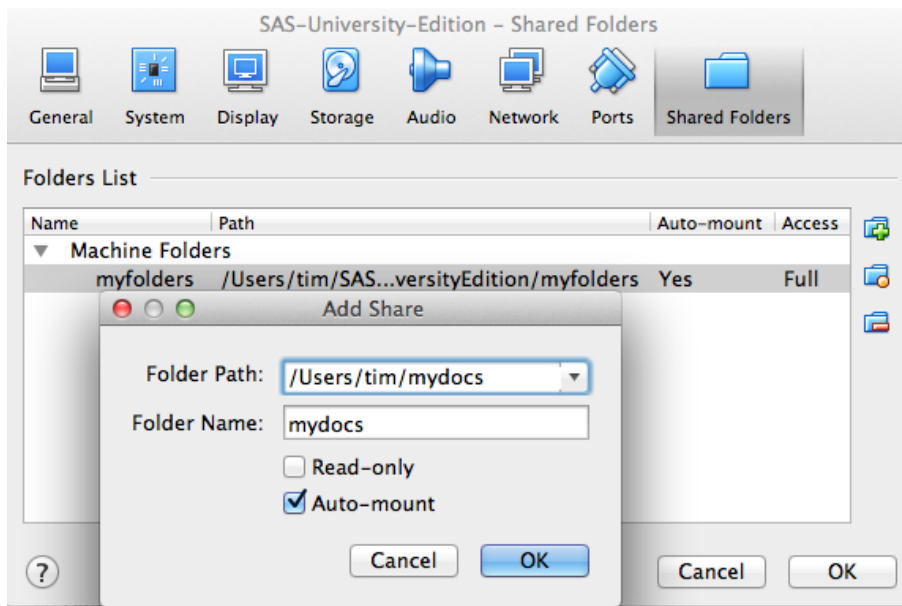 SAS-University-Edition - Shared Folders
General System Display Storage Audio Network Ports Shared Folders
Folders List
Name Path Auto-mount Access
Machine Folders
myfolders /Users/tim/SAS...versityEdition/myfolders Yes Full
Add Share
Folder Path: /Users/tim/mydocs
Folder Name: mydocs
Read-only
Auto-mount
Cancel OK
? Cancel OK